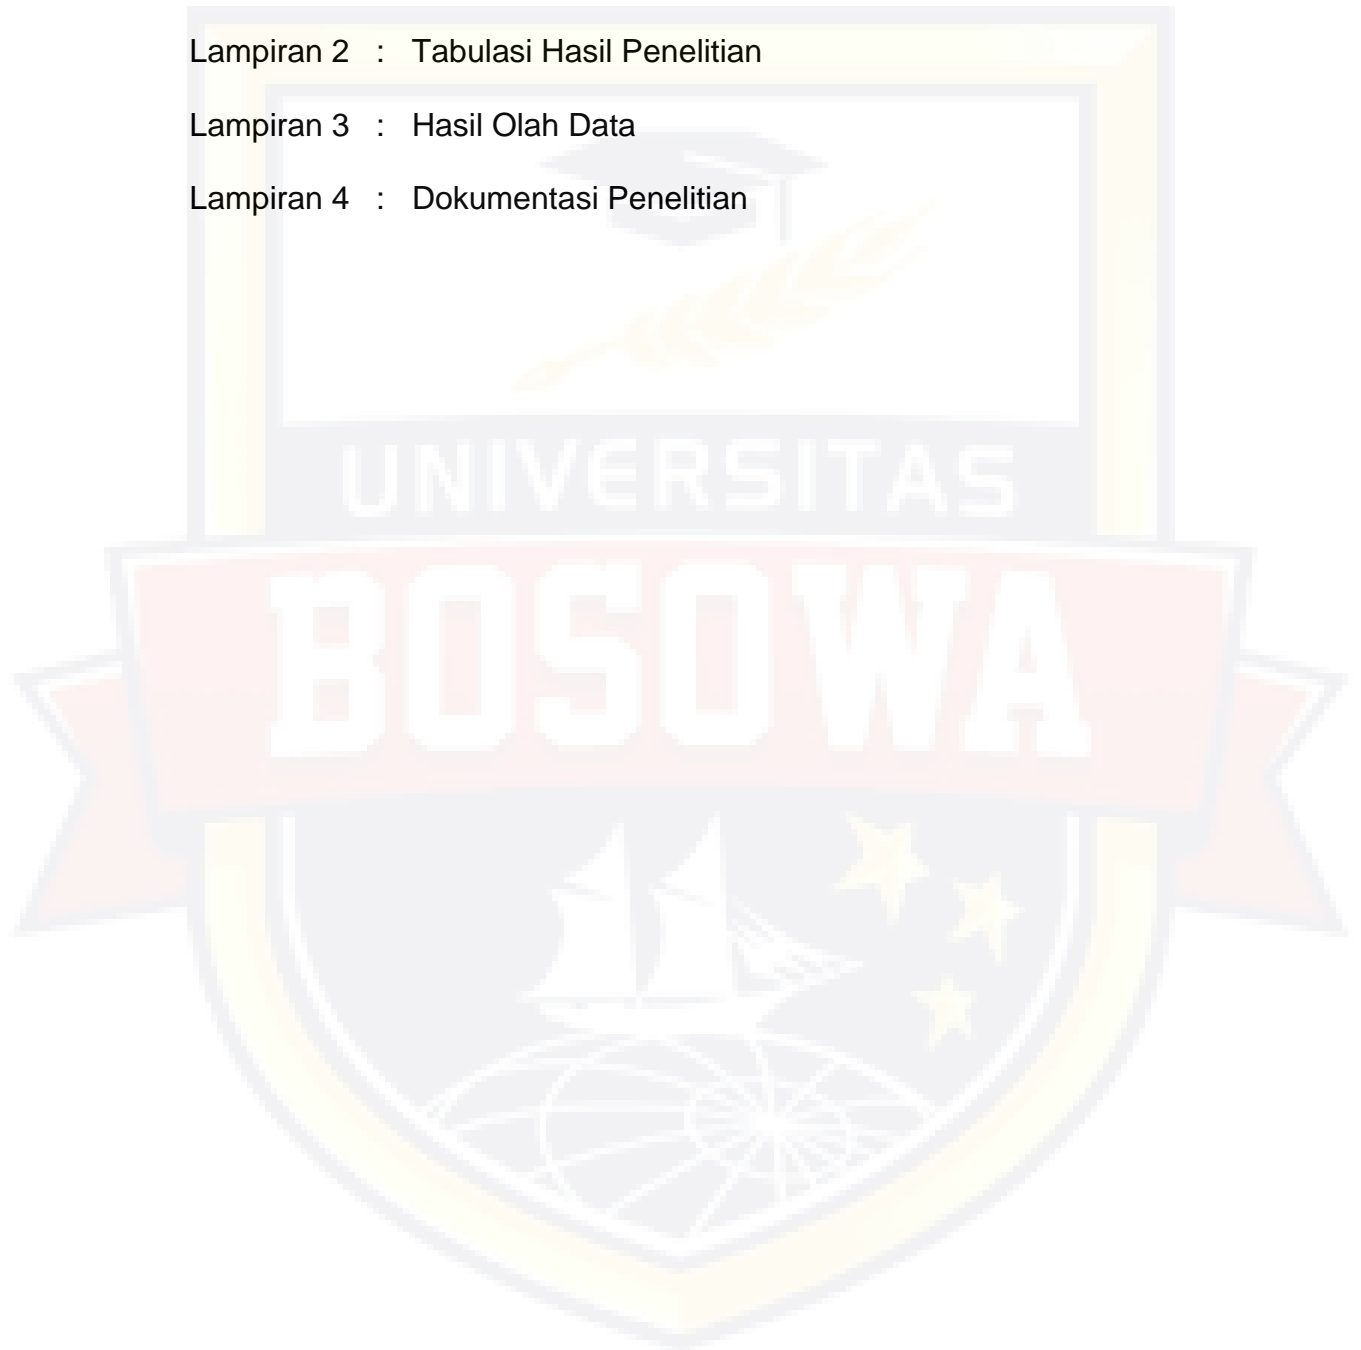 Lampiran 2 : Tabulasi Hasil Penelitian
Lampiran 3 : Hasil Olah Data
Lampiran 4 : Dokumentasi Penelitian
UNIVERSITAS
BOSOWA